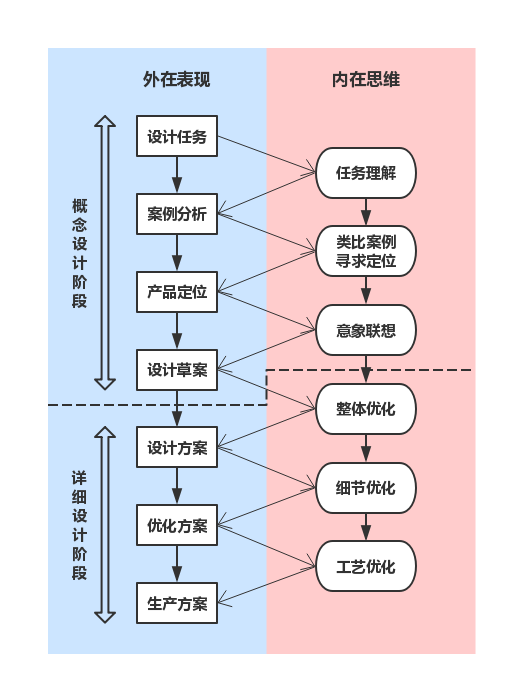 外在表现
内在思维
概念设计阶段
设计任务
任务理解
案例分析
类比案例
寻求定位
产品定位
意象联想
设计草案
整体优化
详细设计阶段
设计方案
细节优化
优化方案
工艺优化
生产方案